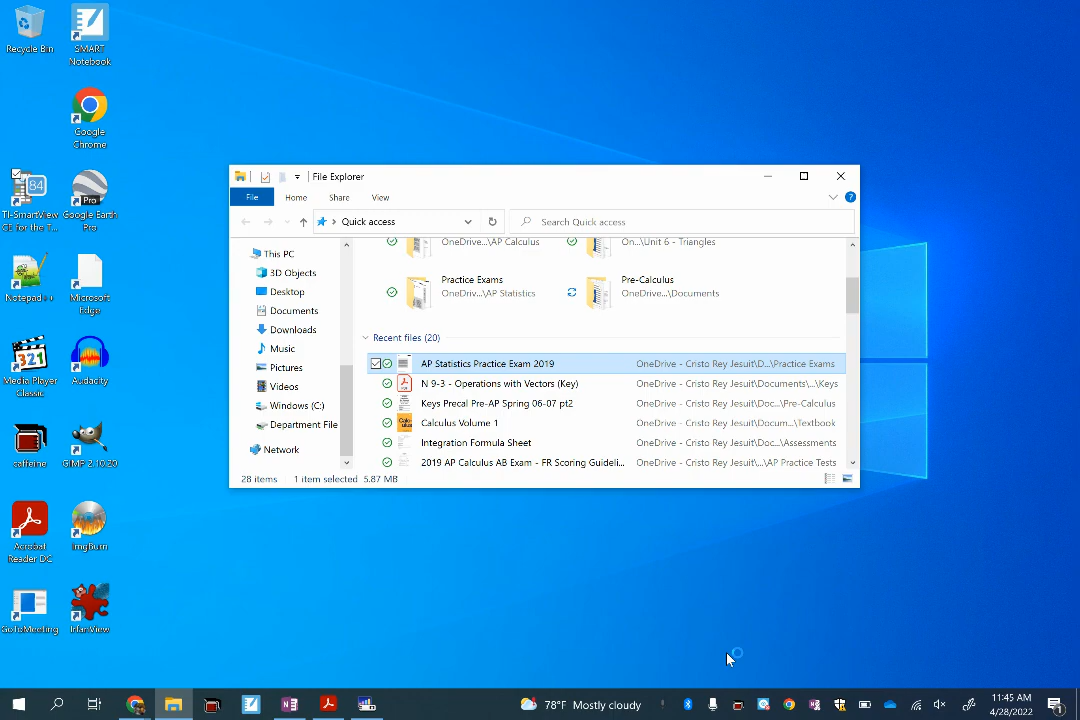 Recycle Bin
SMART
Notebook
Google
Chrome
84
TI-SmartView
CE for the T...
Pro
Google Earth
Pro
Notepad++
Microsoft
Edge
321
Media Player
Classic
Audacity
caffeine
GIMP 2.10.20
Acrobat
Reader DC
ImgBurn
GoToMeeting
IrfanView
File Explorer
File
Home
Share
View
Quick access
Search Quick access
This PC
3D Objects
Desktop
Documents
Downloads
Music
Pictures
Videos
Windows (C:)
Department File
Network
OneDrive...\AP Calculus
On...\Unit 6 - Triangles
Practice Exams
OneDrive...\AP Statistics
Pre-Calculus
OneDrive...\Documents
Recent files (20)
AP Statistics Practice Exam 2019 OneDrive - Cristo Rey Jesuit\D...\Practice Exams
N 9-3 - Operations with Vectors (Key) OneDrive - Cristo Rey Jesuit\Documents\...\Keys
Keys Precal Pre-AP Spring 06-07 pt2 OneDrive - Cristo Rey Jesuit\Doc...\Pre-Calculus
Calculus Volume 1 OneDrive - Cristo Rey Jesuit\Docum...\Textbook
Integration Formula Sheet OneDrive - Cristo Rey Jesuit\Doc...\Assessments
2019 AP Calculus AB Exam - FR Scoring Guideli... OneDrive - Cristo Rey Jesuit\...\AP Practice Tests
28 items 1 item selected 5.87 MB
78°F Mostly cloudy
11:45 AM
4/28/2022
1